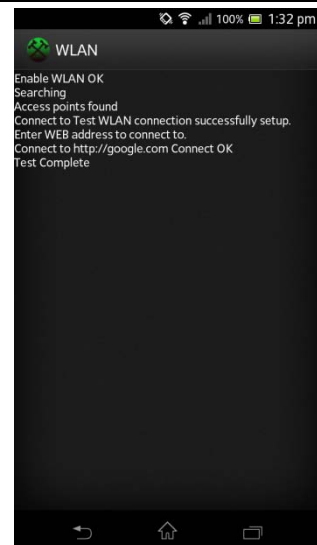 100% 1:32 pm
WLAN
Enable WLAN OK
Searching
Access points found
Connect to Test WLAN connection successfully setup.
Enter WEB address to connect to.
Connect to http://google.com Connect OK
Test Complete